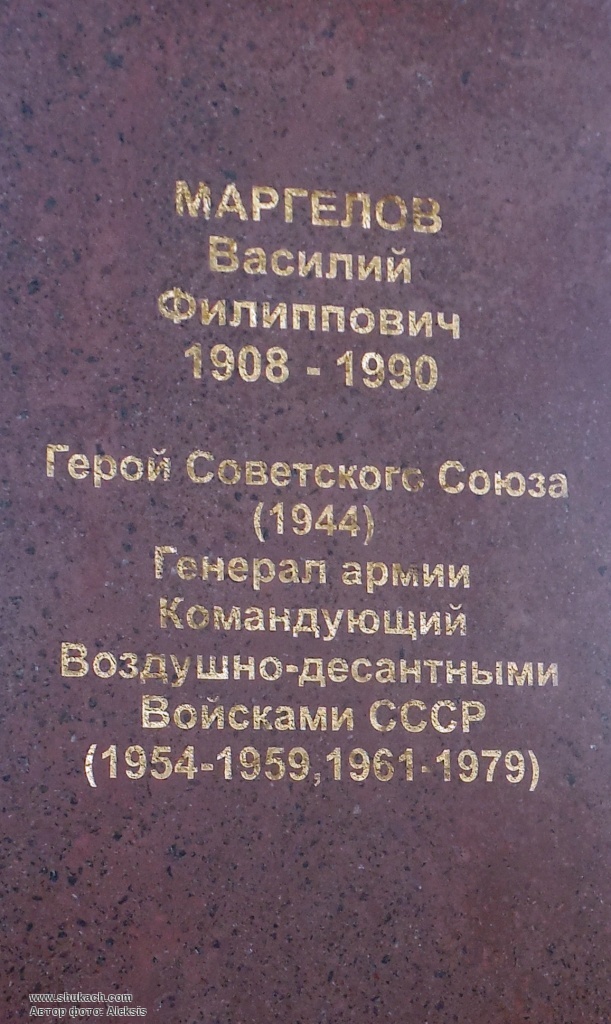 МАРГЕЛОВ
Василий
Филиппович
1908 - 1990
Герой Советского Союза
(1944)
Генерал армии
Командующий
Воздушно-десантными
Войсками СССР
(1954-1959,1961-1979)
www.shukach.com
Автор фото: Aleksis